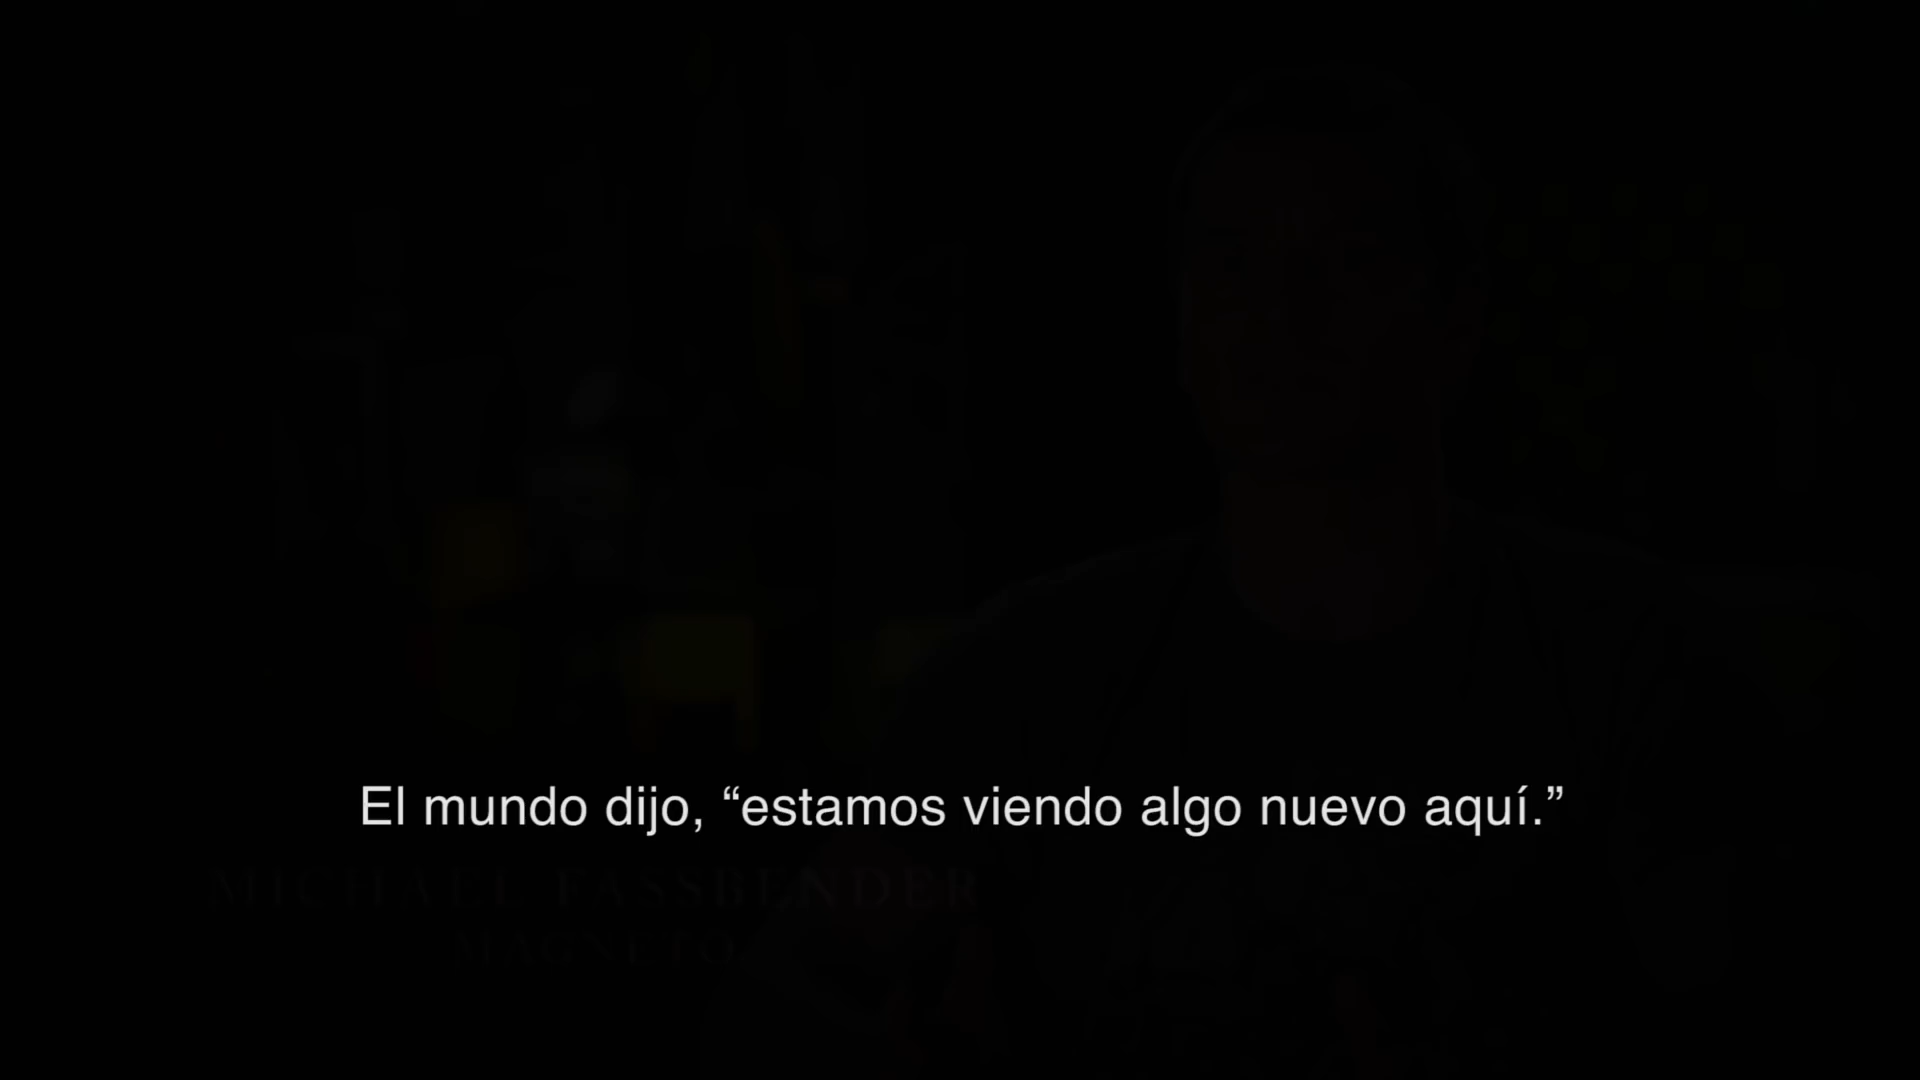 El mundo dijo, “estamos viendo algo nuevo aquí.”
MICHAEL FASSBENDER
MAGNETO